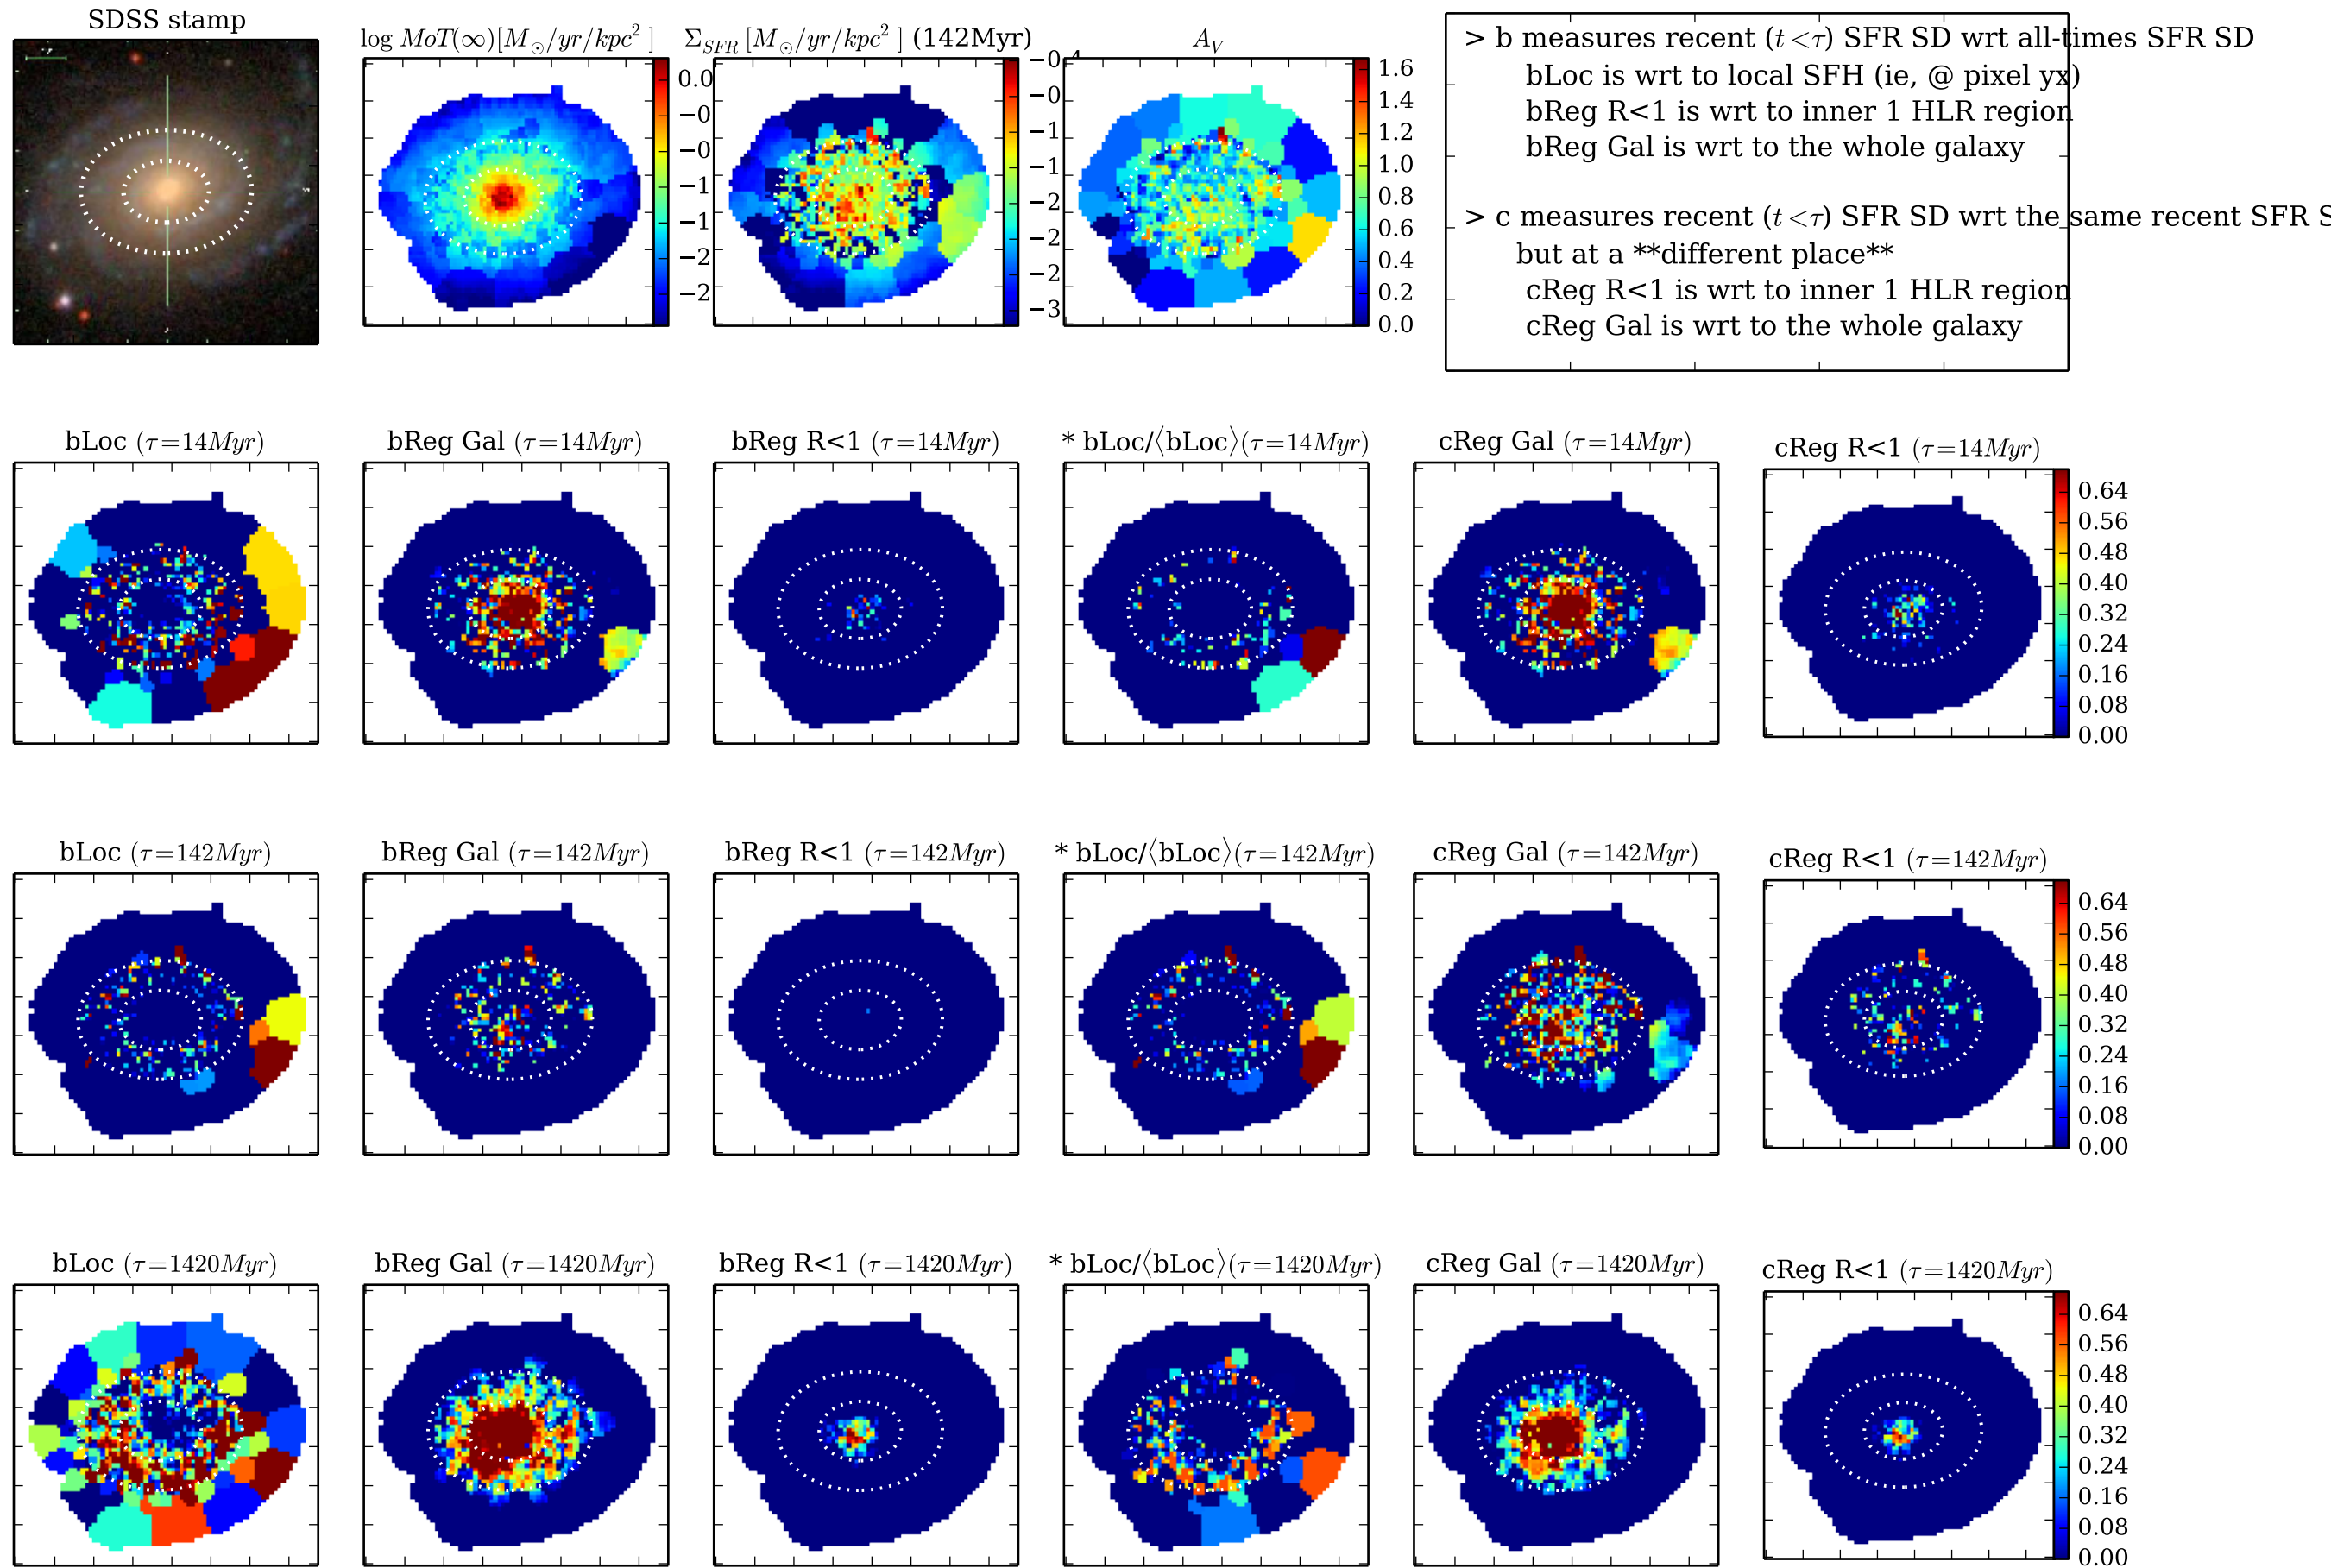 SDSS stamp
log MoT(∞)[M⊙/yr/kpc² ]
Σ_SFR [M⊙/yr/kpc² ] (142Myr)
A_V
0.0
−0
−0
−1
−1
−2
−2
−0
−1
−1
−2
−2
−2
−3
1.6
1.4
1.2
1.0
0.8
0.6
0.4
0.2
0.0
> b measures recent (t <τ) SFR SD wrt all-times SFR SD
bLoc is wrt to local SFH (ie, @ pixel yx)
bReg R<1 is wrt to inner 1 HLR region
bReg Gal is wrt to the whole galaxy
> c measures recent (t <τ) SFR SD wrt the same recent SFR S
but at a **different place**
cReg R<1 is wrt to inner 1 HLR region
cReg Gal is wrt to the whole galaxy
bLoc (τ=14Myr)
bReg Gal (τ=14Myr)
bReg R<1 (τ=14Myr)
* bLoc/⟨bLoc⟩(τ=14Myr)
cReg Gal (τ=14Myr)
cReg R<1 (τ=14Myr)
0.64
0.56
0.48
0.40
0.32
0.24
0.16
0.08
0.00
bLoc (τ=142Myr)
bReg Gal (τ=142Myr)
bReg R<1 (τ=142Myr)
* bLoc/⟨bLoc⟩(τ=142Myr)
cReg Gal (τ=142Myr)
cReg R<1 (τ=142Myr)
0.64
0.56
0.48
0.40
0.32
0.24
0.16
0.08
0.00
bLoc (τ=1420Myr)
bReg Gal (τ=1420Myr)
bReg R<1 (τ=1420Myr)
* bLoc/⟨bLoc⟩(τ=1420Myr)
cReg Gal (τ=1420Myr)
cReg R<1 (τ=1420Myr)
0.64
0.56
0.48
0.40
0.32
0.24
0.16
0.08
0.00